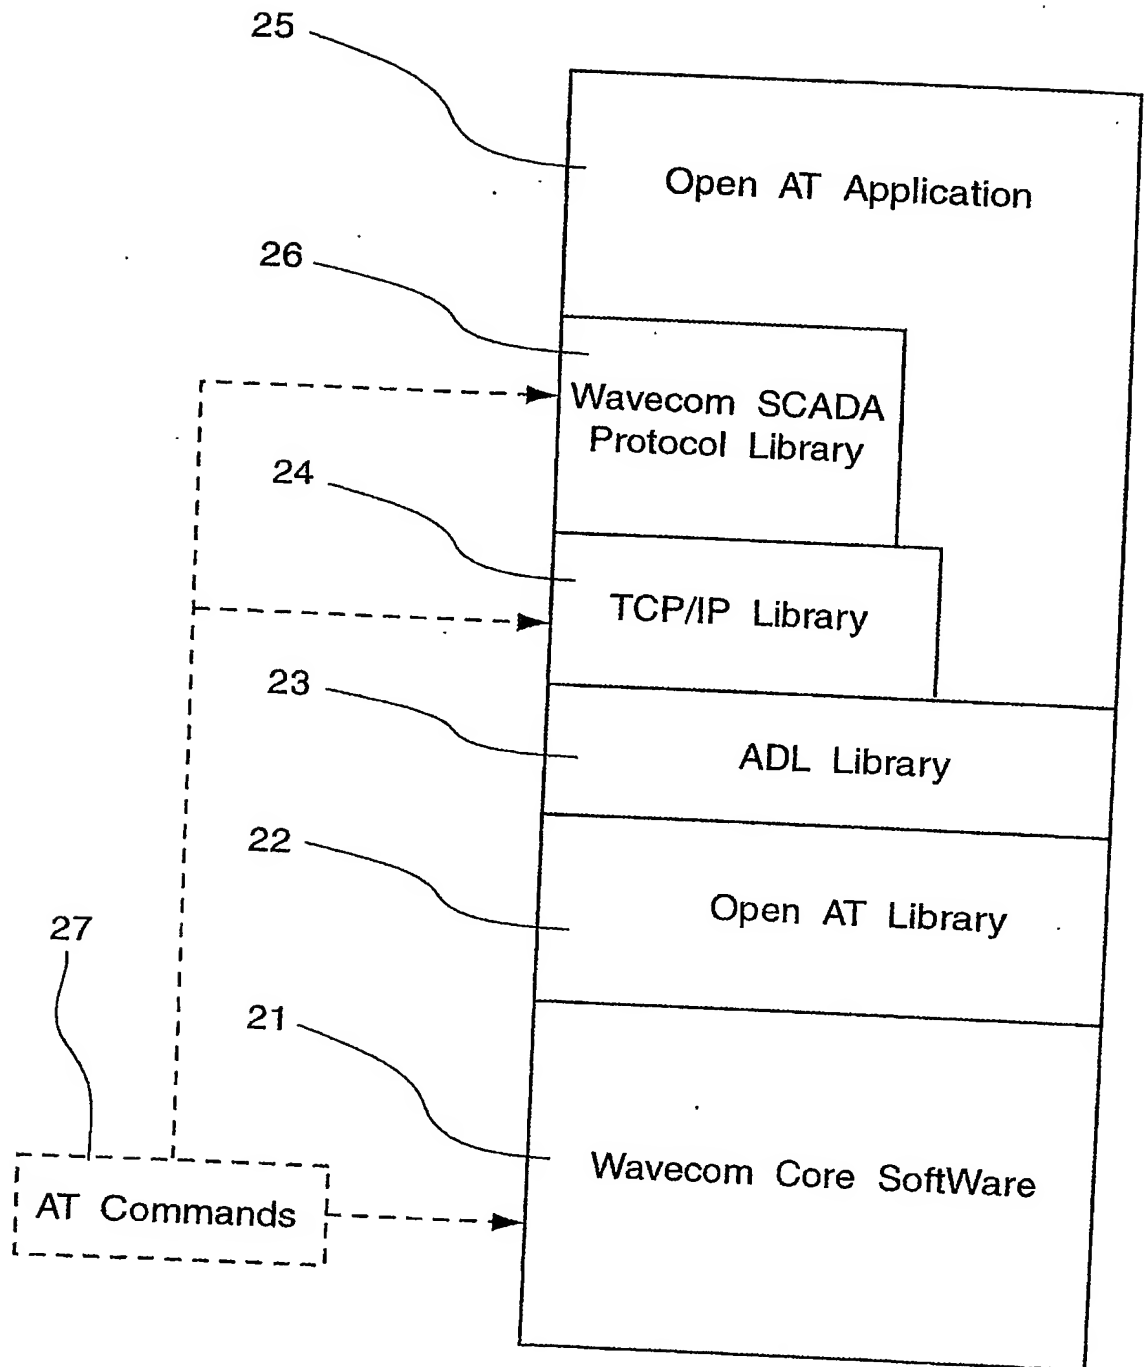 25
Open AT Application
26
Wavecom SCADA
Protocol Library
24
TCP/IP Library
23
ADL Library
22
Open AT Library
27
21
Wavecom Core SoftWare
AT Commands